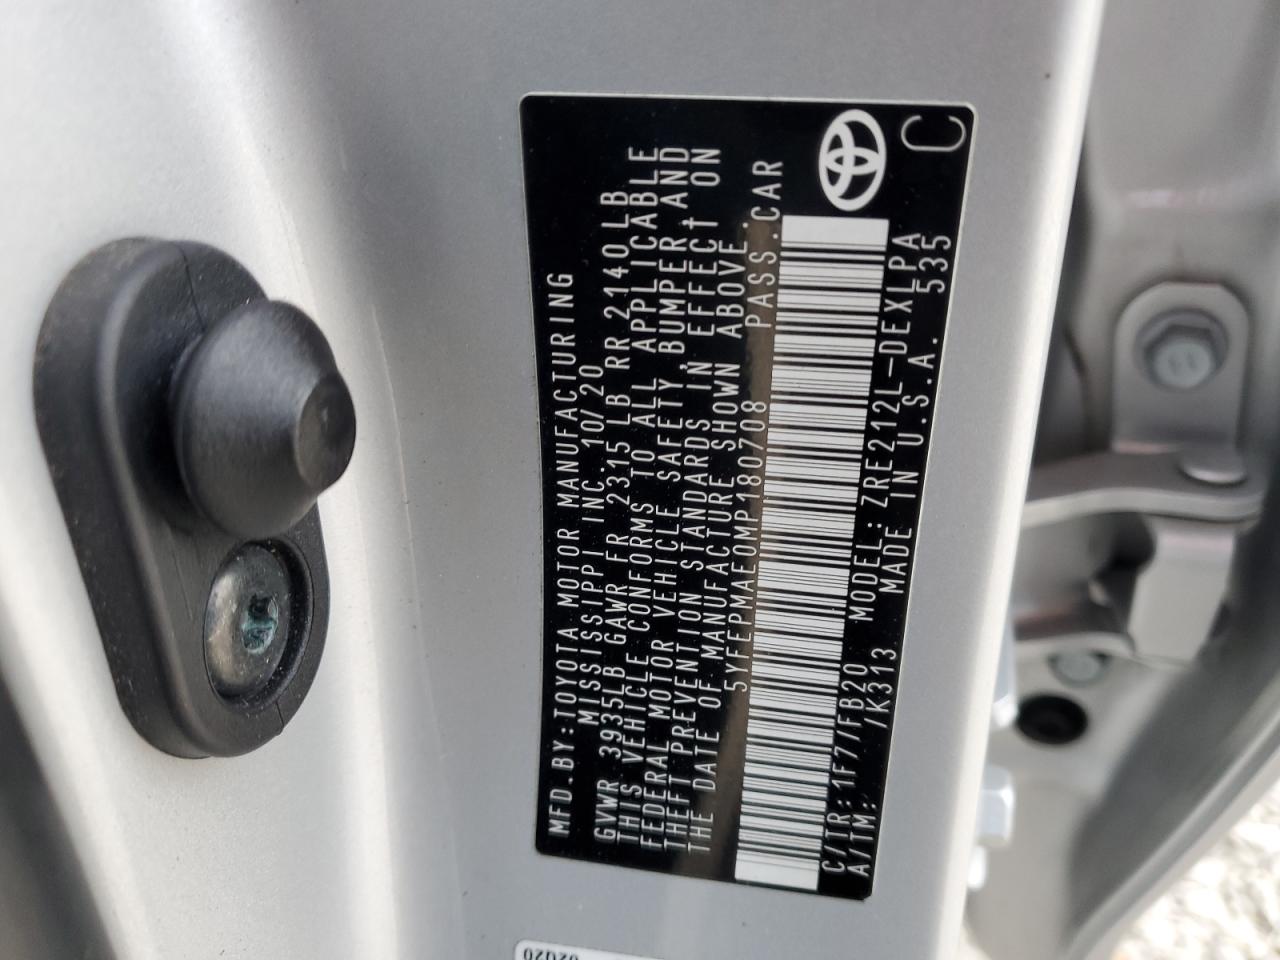 MFD.BY:TOYOTA MOTOR MANUFACTURING
MISSISSIPPI INC.10/20
GVWR 3935LB GAWR FR 2315 LB RR 2140 LB
THIS VEHICLE CONFORMS TO ALL APPLICABLE
FEDERAL MOTOR VEHICLE SAFETY, BUMPER, AND
THEFT PREVENTION STANDARDS IN EFFECT ON
THE DATE OF MANUFACTURE SHOWN ABOVE.
5YFEPMAE0MP180708 PASS.CAR
C/TR:1F7/FB20 MODEL:ZRE212L-DEXLPA
A/TM: /K313 MADE IN U.S.A. 535
C